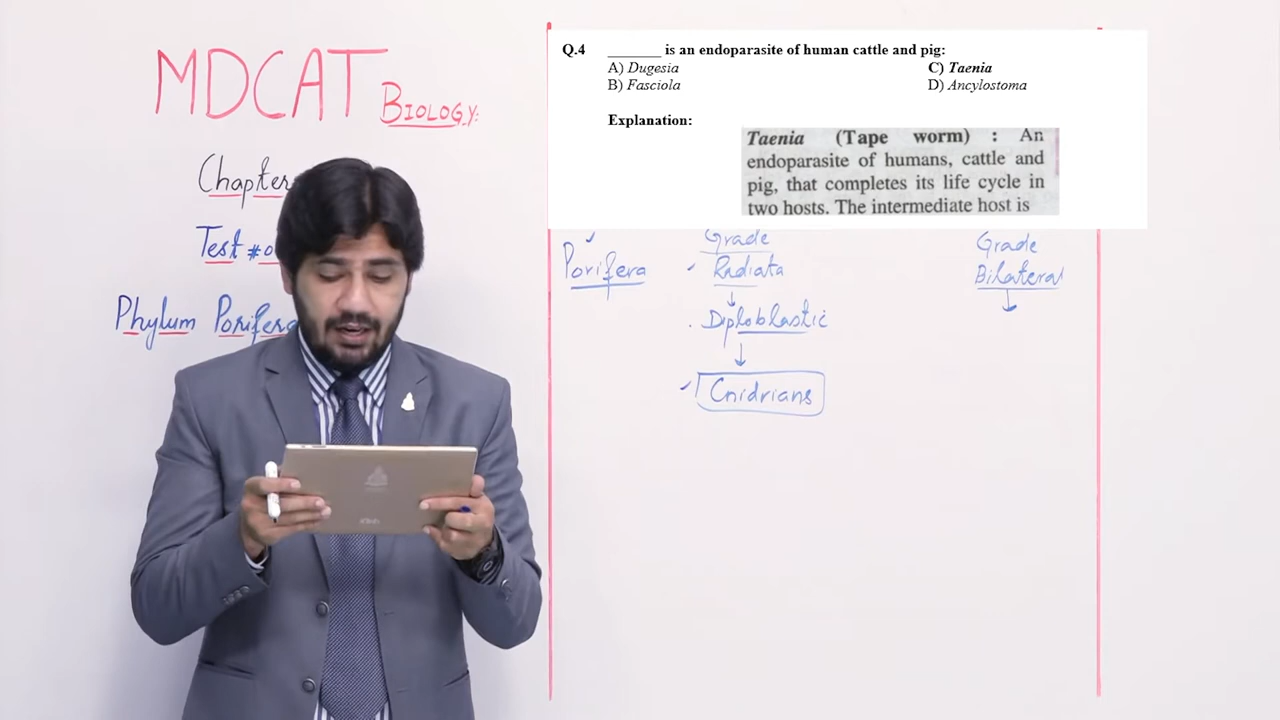 MDCAT BIOLOGY:
Chapter
Test #0
Phylum Porifera
Q.4 _______ is an endoparasite of human cattle and pig:
A) Dugesia
B) Fasciola
C) Taenia
D) Ancylostoma
Explanation:
Taenia (Tape worm) : An
endoparasite of humans, cattle and
pig, that completes its life cycle in
two hosts. The intermediate host is
Porifera
Grade
Radiata
Diploblastic
Cnidrians
Grade
Bilateral